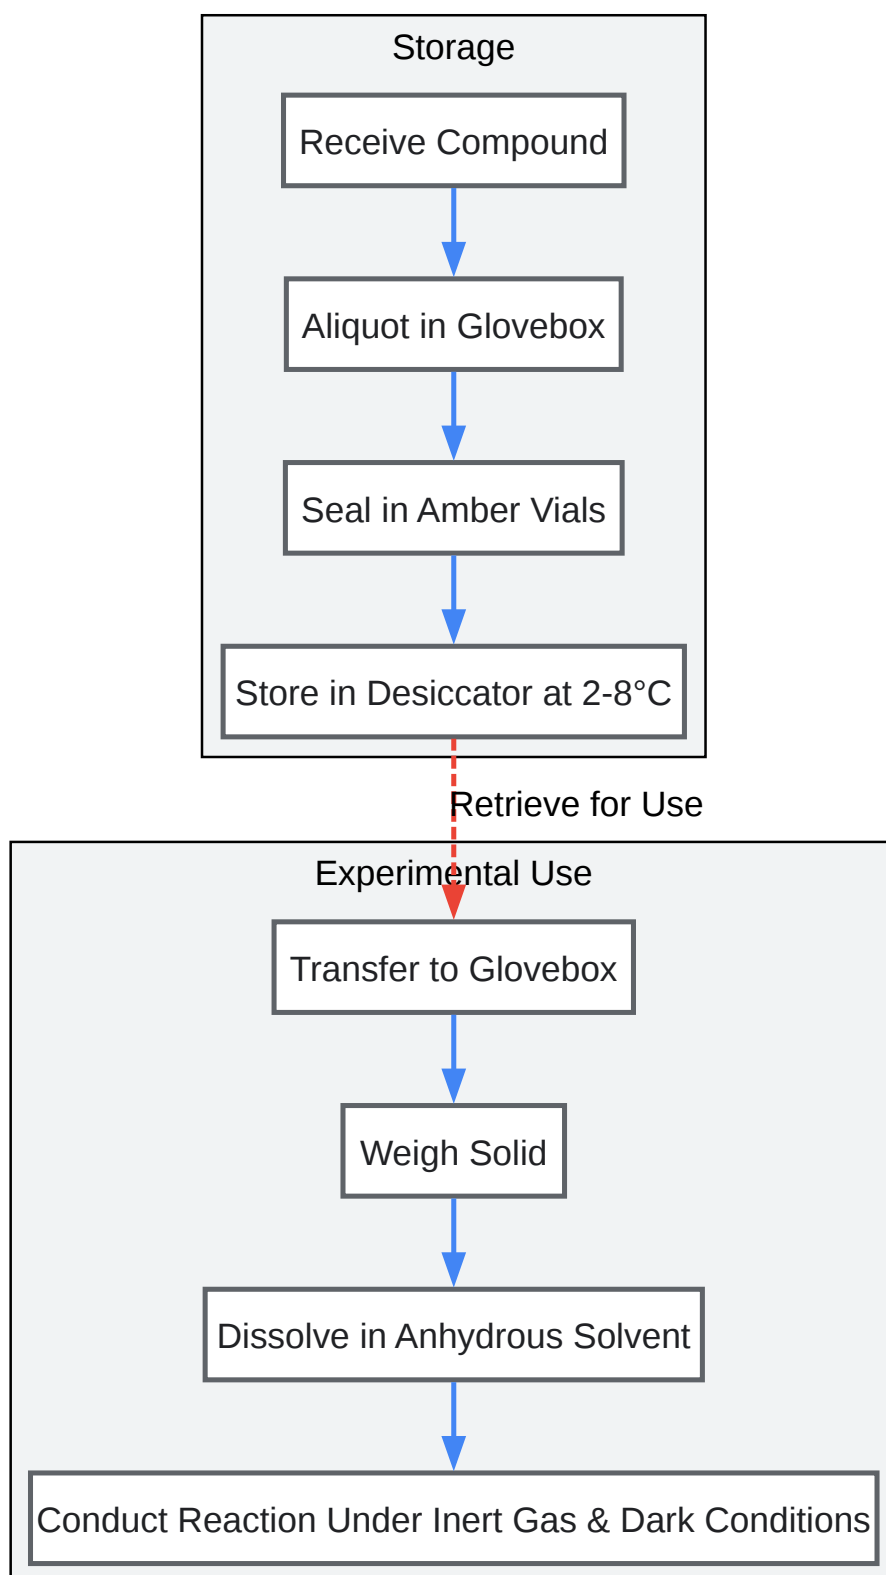 Storage
Receive Compound
Aliquot in Glovebox
Seal in Amber Vials
Store in Desiccator at 2-8°C
Retrieve for Use
Experimental Use
Transfer to Glovebox
Weigh Solid
Dissolve in Anhydrous Solvent
Conduct Reaction Under Inert Gas & Dark Conditions